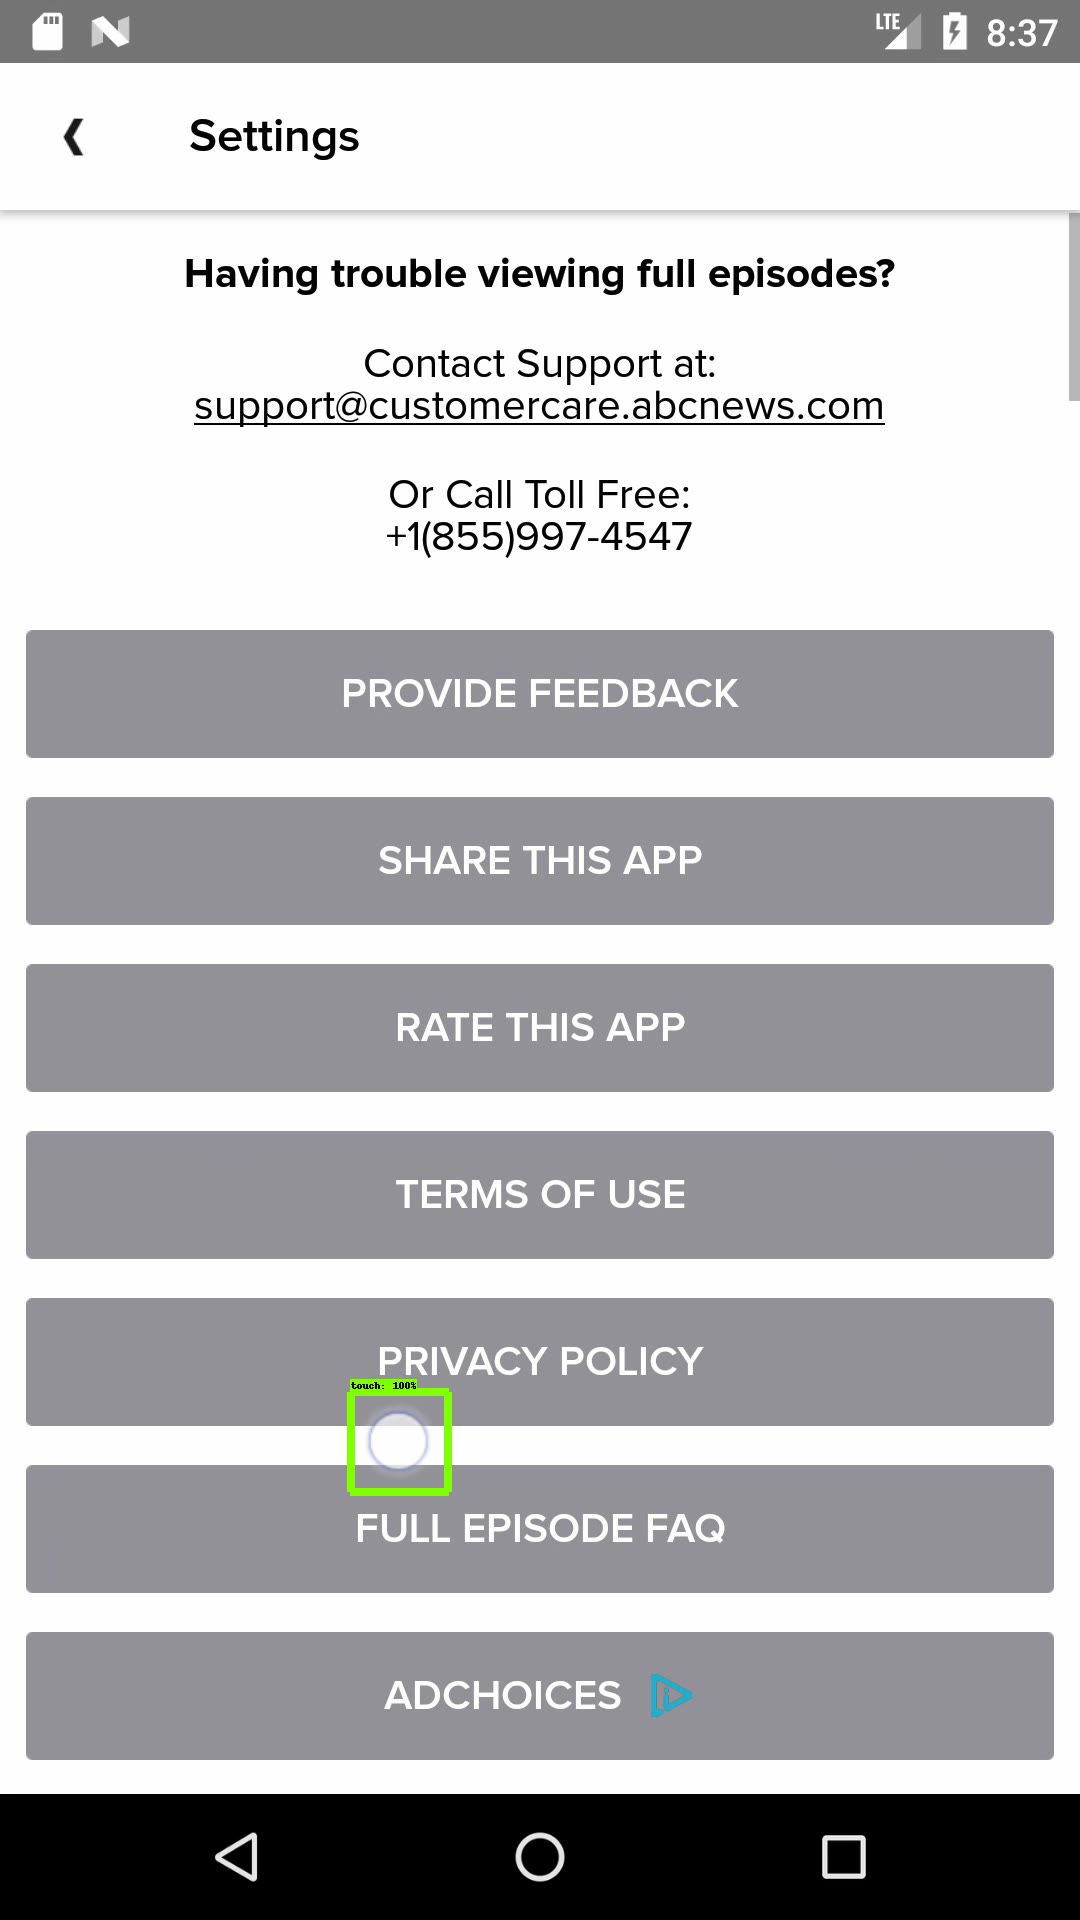 LTE 8:37
Settings
Having trouble viewing full episodes?
Contact Support at:
support@customercare.abcnews.com
Or Call Toll Free:
+1(855)997-4547
PROVIDE FEEDBACK
SHARE THIS APP
RATE THIS APP
TERMS OF USE
PRIVACY POLICY
touch: 100%
FULL EPISODE FAQ
ADCHOICES